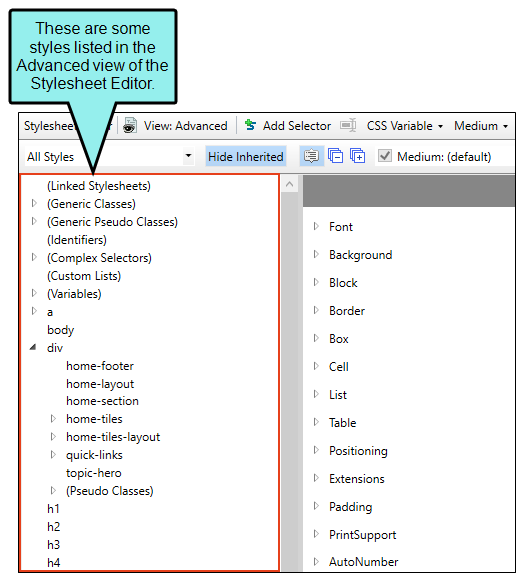 These are some
styles listed in the
Advanced view of the
Stylesheet Editor.
Stylesheet View: Advanced Add Selector CSS Variable Medium
All Styles Hide Inherited Medium: (default)
(Linked Stylesheets)
(Generic Classes)
(Generic Pseudo Classes)
(Identifiers)
(Complex Selectors)
(Custom Lists)
(Variables)
a
body
div
home-footer
home-layout
home-section
home-tiles
home-tiles-layout
quick-links
topic-hero
(Pseudo Classes)
h1
h2
h3
h4
Font
Background
Block
Border
Box
Cell
List
Table
Positioning
Extensions
Padding
PrintSupport
AutoNumber